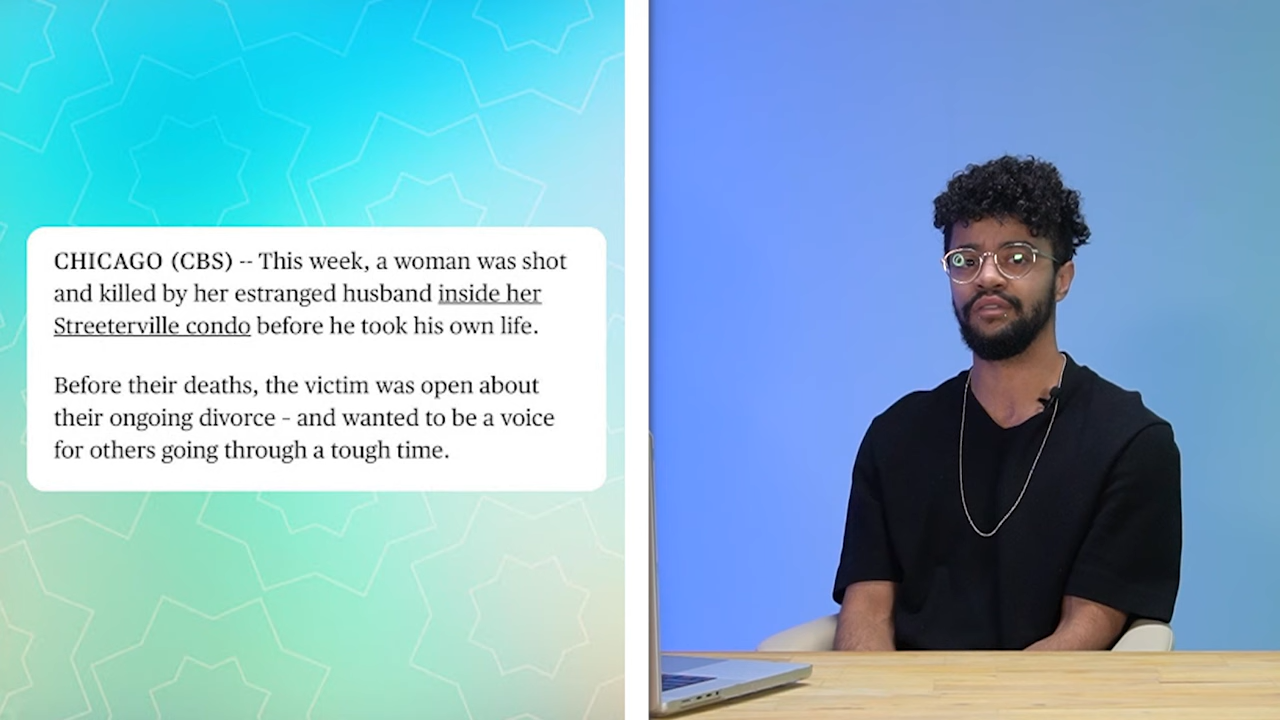 CHICAGO (CBS) -- This week, a woman was shot
and killed by her estranged husband inside her
Streeterville condo before he took his own life.
Before their deaths, the victim was open about
their ongoing divorce – and wanted to be a voice
for others going through a tough time.